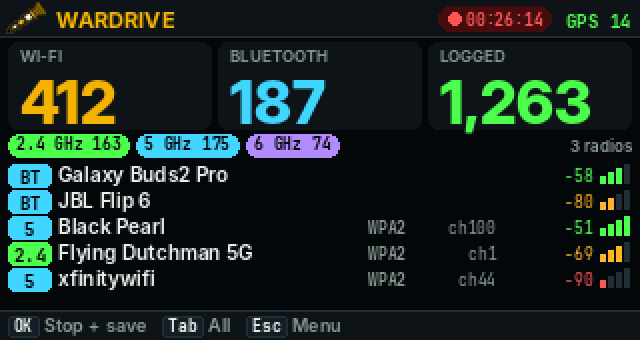 WARDRIVE 00:26:14 GPS 14
WI-FI BLUETOOTH LOGGED
412 187 1,263
2.4 GHz 163 5 GHz 175 6 GHz 74 3 radios
BT Galaxy Buds2 Pro -58
BT JBL Flip 6 -80
5 Black Pearl WPA2 ch100 -51
2.4 Flying Dutchman 5G WPA2 ch1 -69
5 xfinitywifi WPA2 ch44 -90
OK Stop + save Tab All Esc Menu